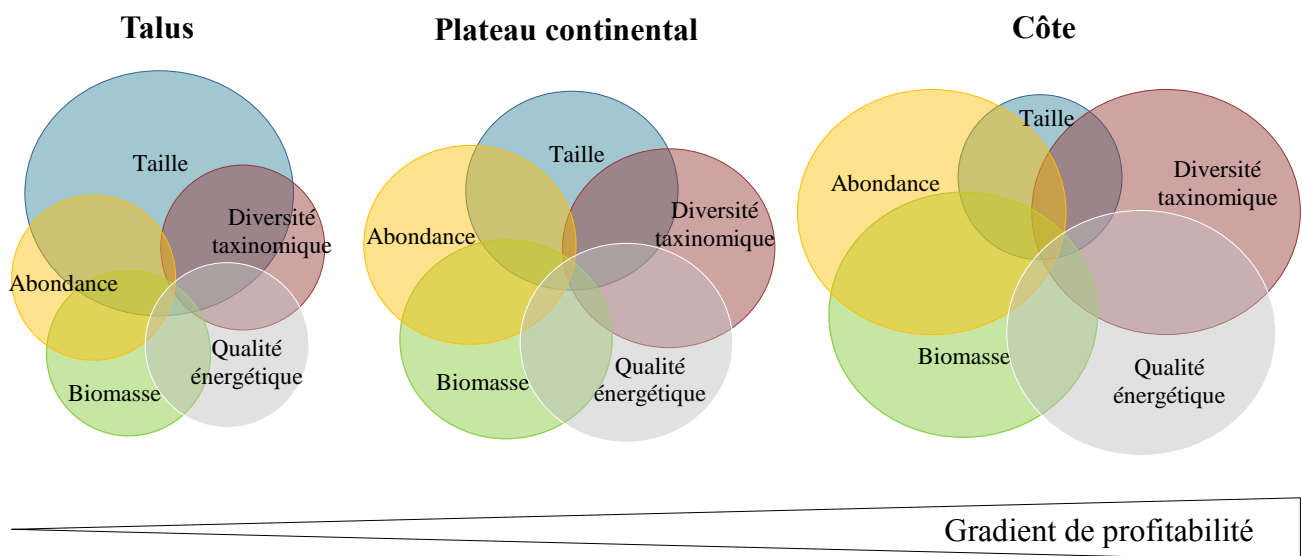 Talus
Taille
Diversité
taxinomique
Abondance
Qualité
énergétique
Biomasse
Plateau continental
Taille
Abondance
Diversité
taxinomique
Qualité
énergétique
Biomasse
Côte
Taille
Abondance
Diversité
taxinomique
Biomasse
Qualité
énergétique
Gradient de profitabilité